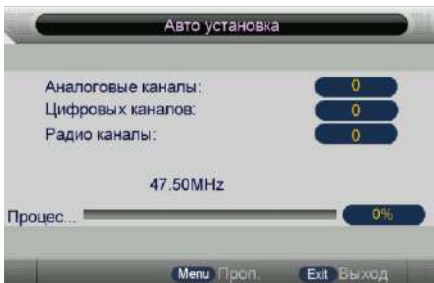 Авто установка
Аналоговые каналы: 0
Цифровых каналов: 0
Радио каналы: 0
47.50MHz
Процес... 0%
Menu Проп. Exit Выход